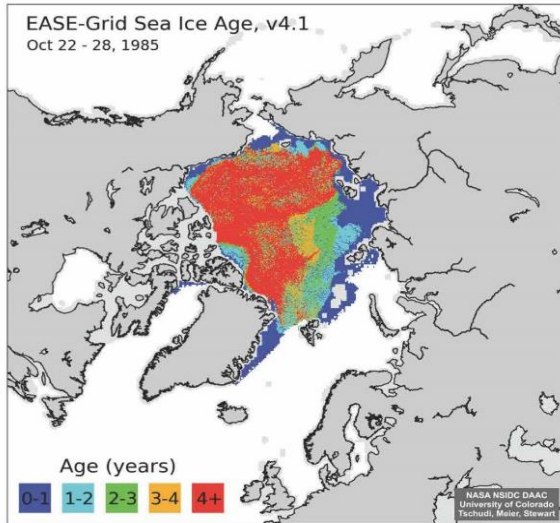 EASE-Grid Sea Ice Age, v4.1
Oct 22 - 28, 1985
Age (years)
0-1 1-2 2-3 3-4 4+
NASA NSIDC DAAC
University of Colorado
Tschudi, Meier, Stewart